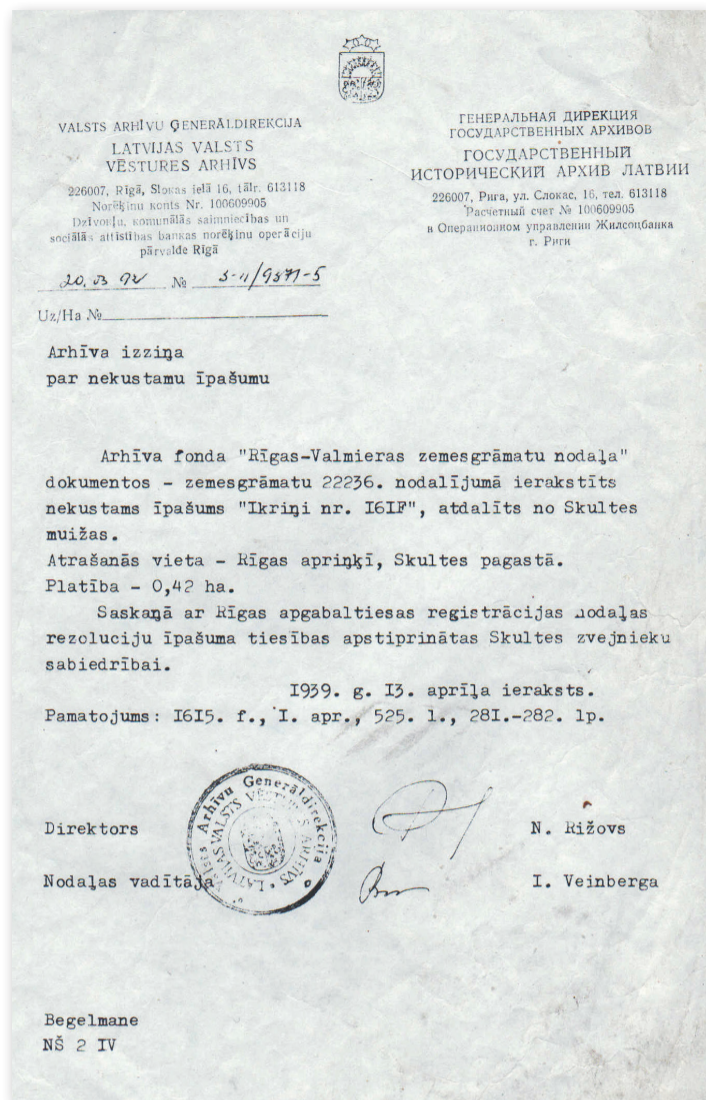 VALSTS ARHĪVU ĢENERĀLDIREKCIJA
LATVIJAS VALSTS
VĒSTURES ARHĪVS
226007, Rīgā, Slokas ielā 16, tālr. 613118
Norēķinu konts Nr. 100609905
Dzīvokļu, komunālās saimniecības un
sociālās attīstības bankas norēķinu operāciju
pārvalde Rīgā
20. 03 92 №
Uz/На №
ГЕНЕРАЛЬНАЯ ДИРЕКЦИЯ
ГОСУДАРСТВЕННЫХ АРХИВОВ
ГОСУДАРСТВЕННЫЙ
ИСТОРИЧЕСКИЙ АРХИВ ЛАТВИИ
226007, Рига, ул. Слокас, 16, тел. 613118
Расчетный счет № 100609905
в Операционном управлении Жилсоцбанка
г. Риги
Arhīva izziņa
par nekustamu īpašumu
Arhīva fonda "Rīgas-Valmieras zemesgrāmatu nodaļa"
dokumentos - zemesgrāmatu 22236. nodalījumā ierakstīts
nekustams īpašums "Ikriņi nr. I6IF", atdalīts no Skultes
muižas.
Atrašanās vieta - Rīgas apriņķī, Skultes pagastā.
Platība - 0,42 ha.
Saskaņā ar Rīgas apgabaltiesas reģistrācijas nodaļas
rezoluciju īpašuma tiesības apstiprinātas Skultes zvejnieku
sabiedrībai.
I939. g. I3. aprīļa ieraksts.
Pamatojums: I6I5. f., I. apr., 525. l., 28I.-282. lp.
Direktors
N. Rižovs
Valsts Arhīvu Ģenerāldirekcija
LATVIJAS VALSTS VĒSTURES ARHĪVS
Nodaļas vadītāja
I. Veinberga
Begelmane
NŠ 2 IV